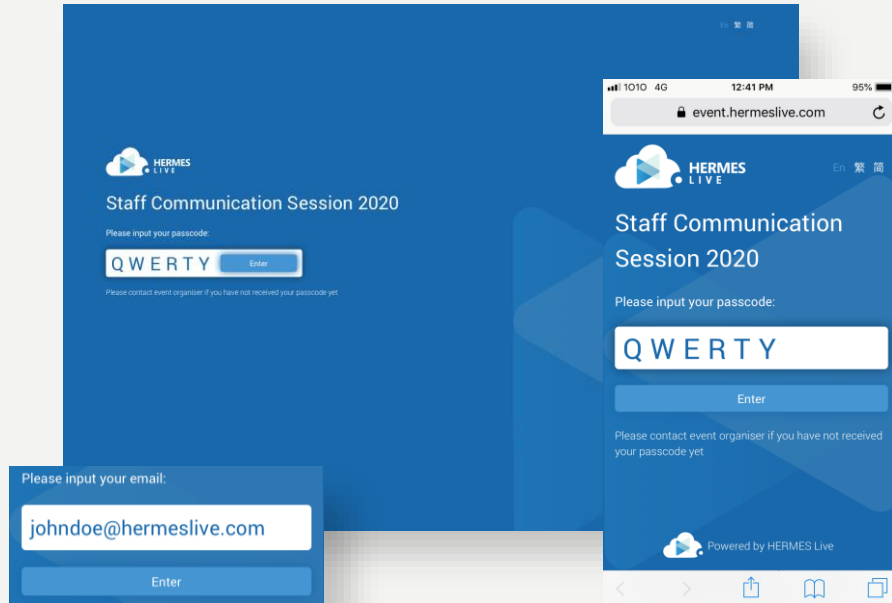 En 繁 简
HERMES
LIVE
Staff Communication Session 2020
Please input your passcode:
QWERTY
Enter
Please contact event organiser if you have not received your passcode yet
1O1O 4G 12:41 PM 95%
event.hermeslive.com
HERMES
LIVE
En 繁 简
Staff Communication
Session 2020
Please input your passcode:
QWERTY
Enter
Please contact event organiser if you have not received
your passcode yet
Powered by HERMES Live
Please input your email:
johndoe@hermeslive.com
Enter